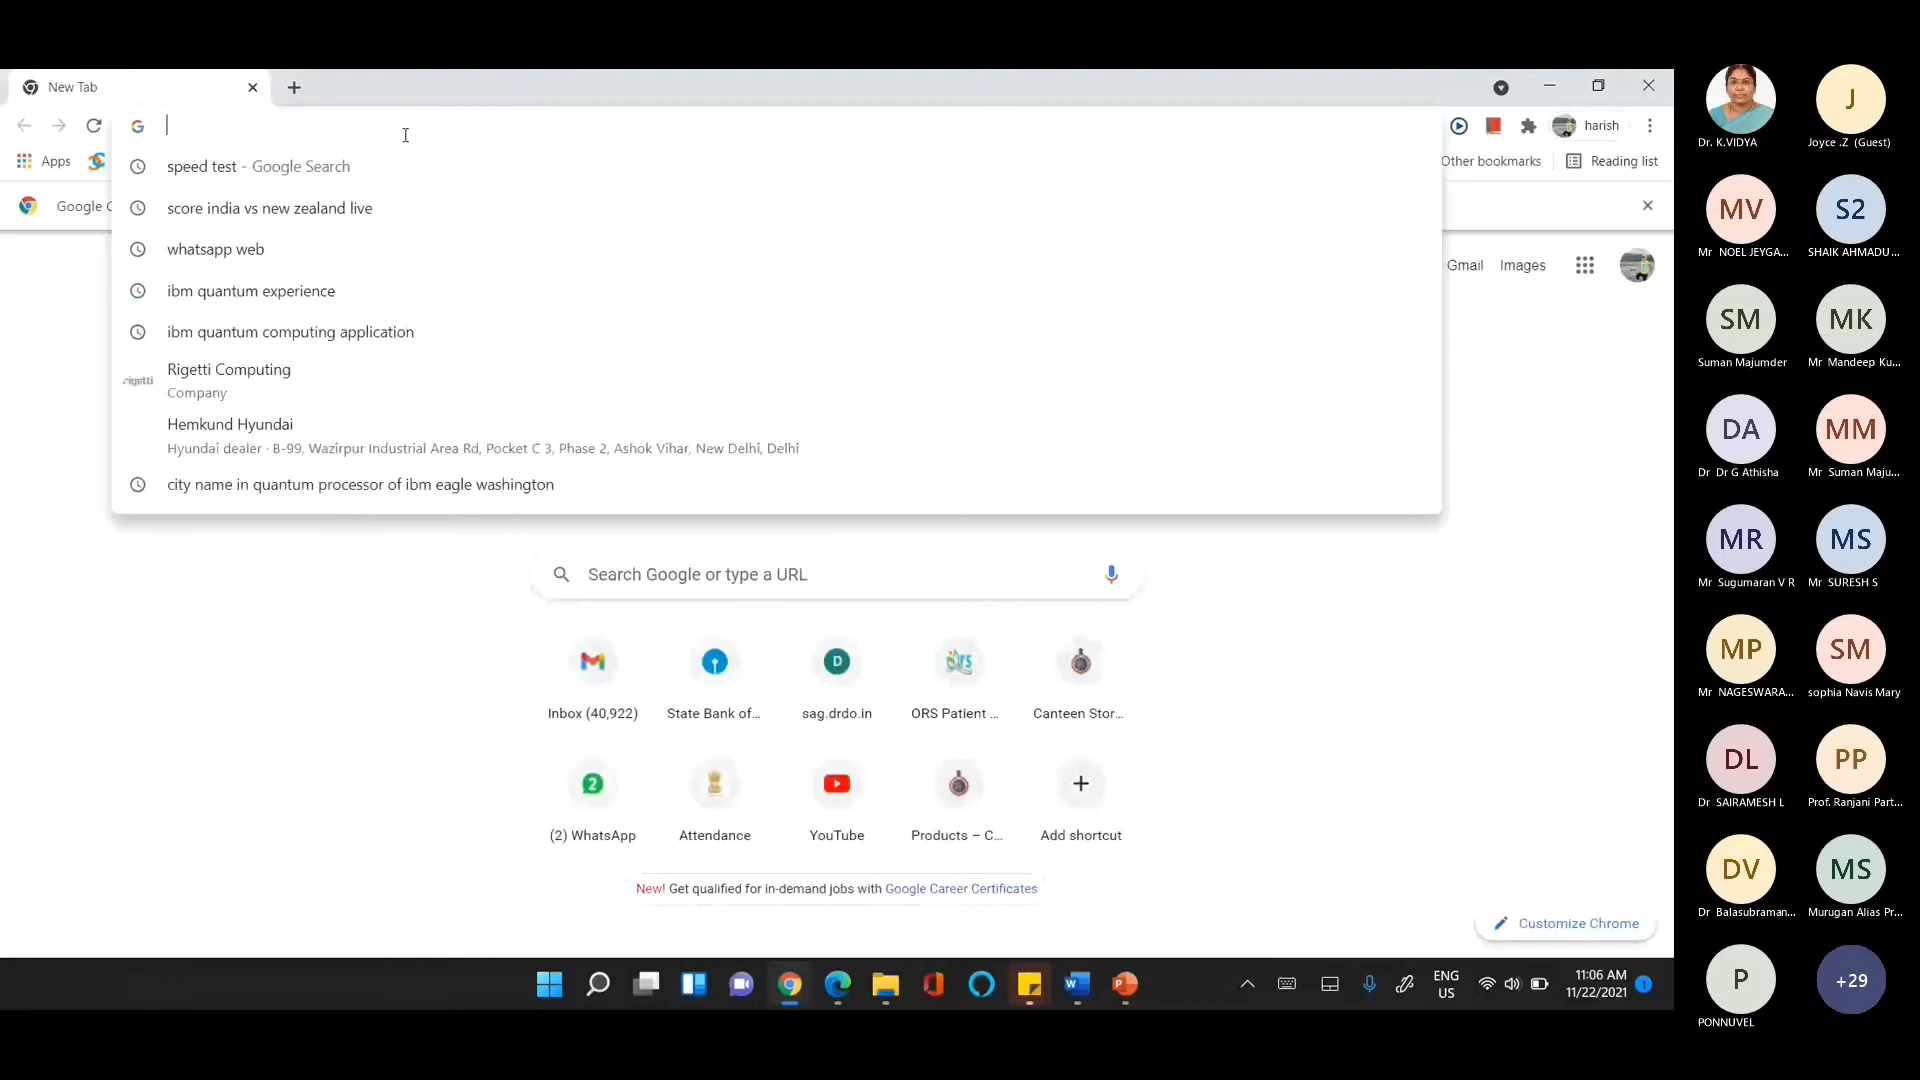 New Tab
harish
Apps
Other bookmarks
Reading list
Google C
speed test - Google Search
score india vs new zealand live
whatsapp web
ibm quantum experience
ibm quantum computing application
rigetti
Rigetti Computing
Company
Hemkund Hyundai
Hyundai dealer · B-99, Wazirpur Industrial Area Rd, Pocket C 3, Phase 2, Ashok Vihar, New Delhi, Delhi
city name in quantum processor of ibm eagle washington
Gmail Images
Search Google or type a URL
D
ORS
Inbox (40,922)
State Bank of...
sag.drdo.in
ORS Patient ...
Canteen Stor...
2
(2) WhatsApp
Attendance
YouTube
Products – C...
Add shortcut
New! Get qualified for in-demand jobs with Google Career Certificates
Customize Chrome
ENG
US
11:06 AM
11/22/2021
1
J
Dr. K.VIDYA
Joyce .Z (Guest)
MV
S2
Mr NOEL JEYGA...
SHAIK AHMADU...
SM
MK
Suman Majumder
Mr Mandeep Ku...
DA
MM
Dr Dr G Athisha
Mr Suman Maju...
MR
MS
Mr Sugumaran V R
Mr SURESH S
MP
SM
Mr NAGESWARA...
sophia Navis Mary
DL
PP
Dr SAIRAMESH L
Prof. Ranjani Part...
DV
MS
Dr Balasubraman...
Murugan Alias Pr...
P
+29
PONNUVEL